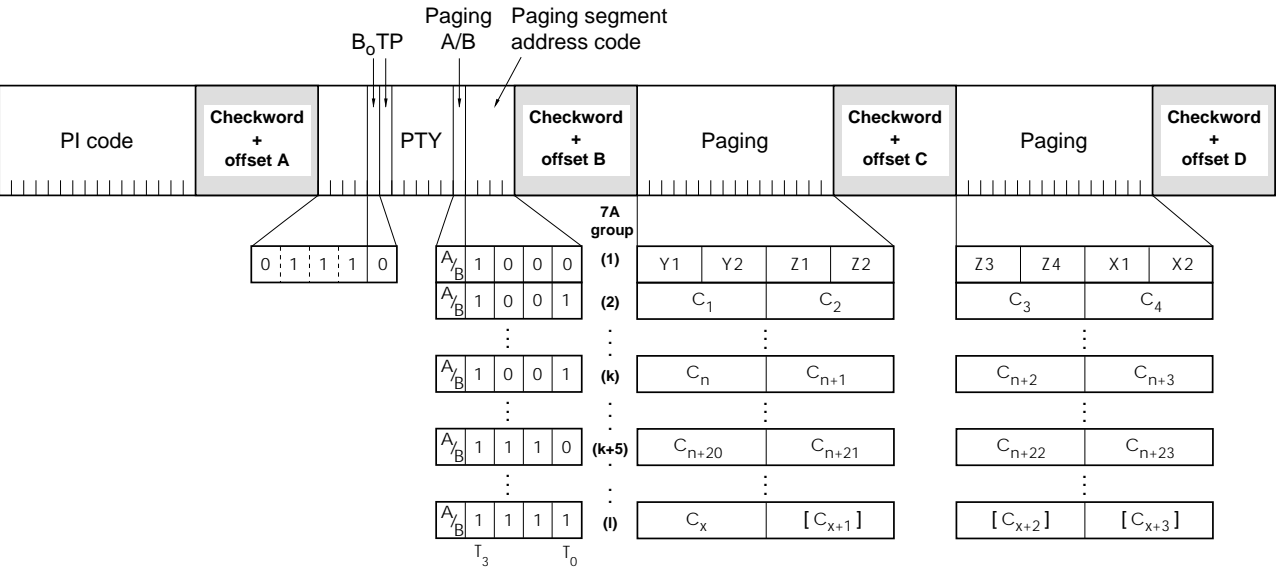 Paging Paging segment
B₀TP A/B address code
PI code Checkword + offset A PTY Checkword + offset B Paging Checkword + offset C Paging Checkword + offset D
7A group
0 1 1 1 0 A/B 1 0 0 0 (1) Y1 Y2 Z1 Z2 Z3 Z4 X1 X2
A/B 1 0 0 1 (2) C₁ C₂ C₃ C₄
A/B 1 0 0 1 (k) Cₙ Cₙ₊₁ Cₙ₊₂ Cₙ₊₃
A/B 1 1 1 0 (k+5) Cₙ₊₂₀ Cₙ₊₂₁ Cₙ₊₂₂ Cₙ₊₂₃
A/B 1 1 1 1 (l) Cₓ [Cₓ₊₁] [Cₓ₊₂] [Cₓ₊₃]
T₃ T₀